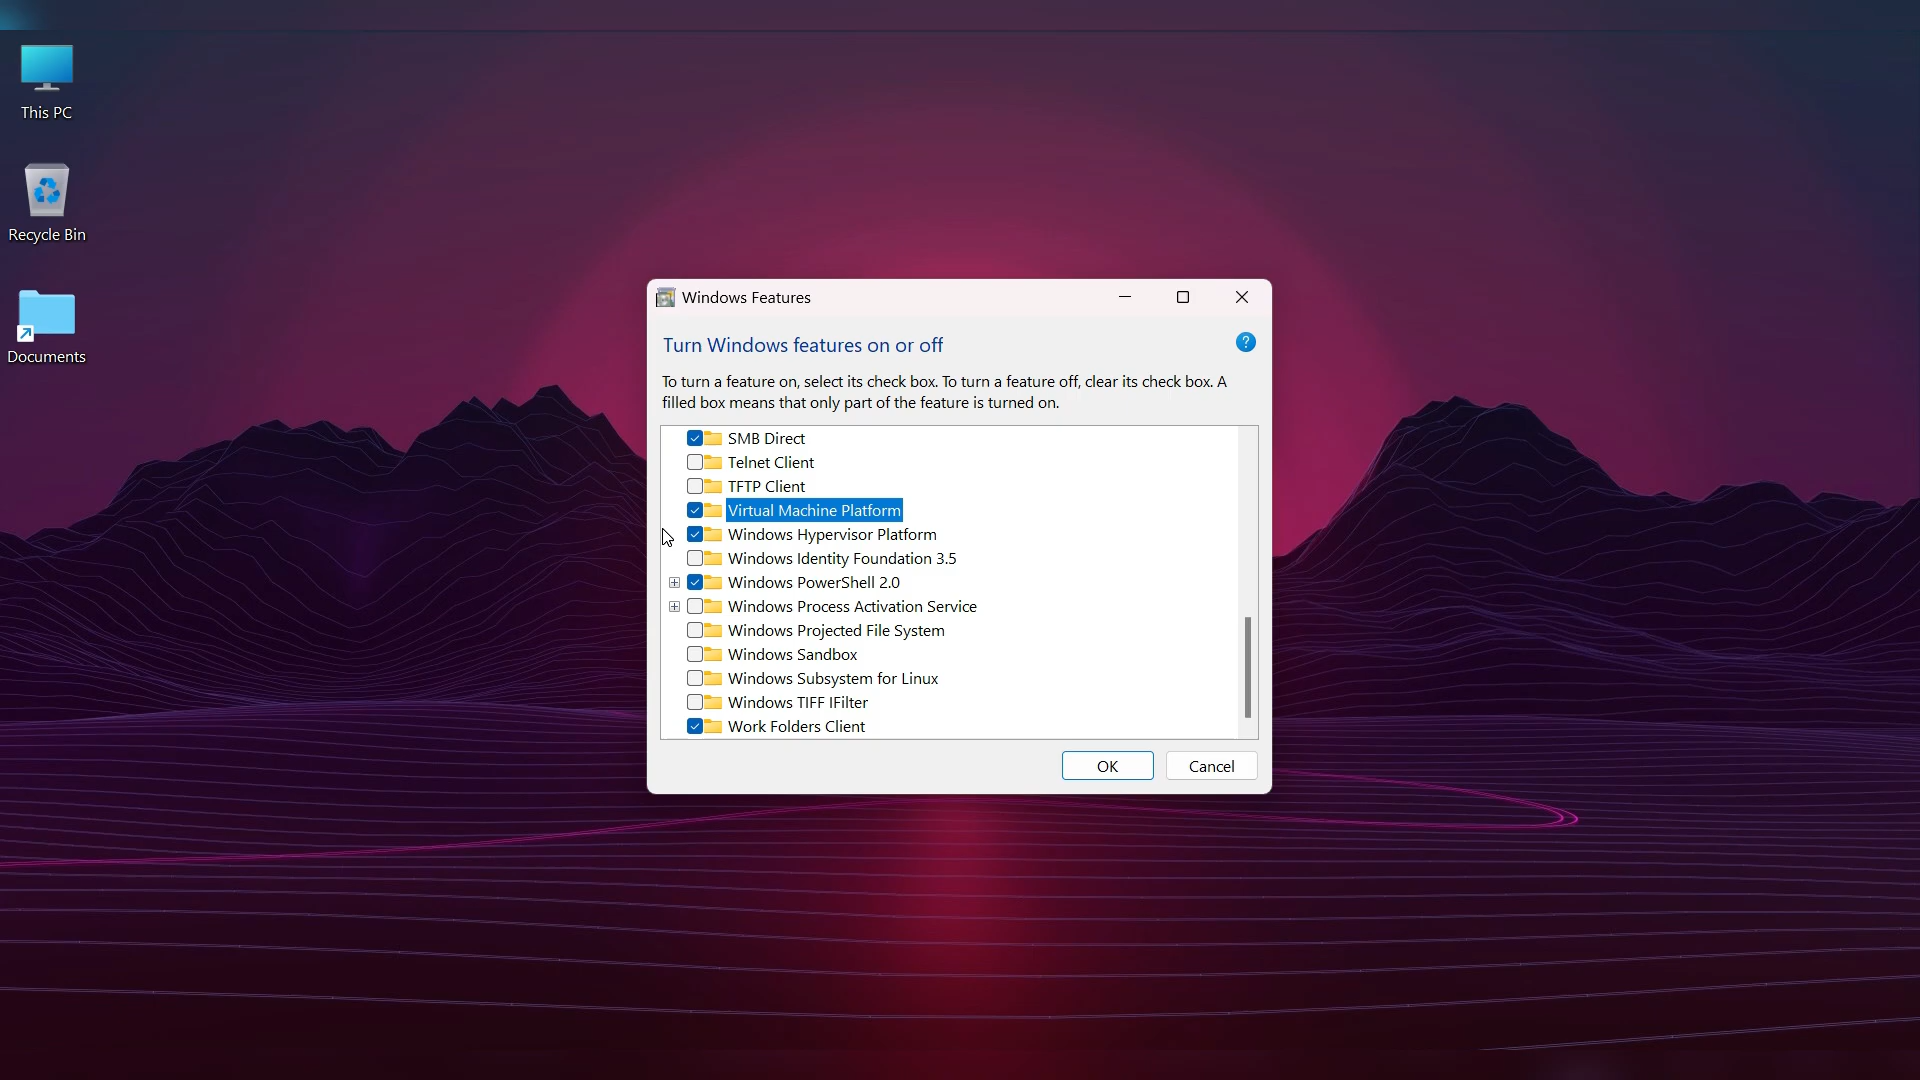 This PC
Recycle Bin
Documents
Windows Features
Turn Windows features on or off
?
To turn a feature on, select its check box. To turn a feature off, clear its check box. A
filled box means that only part of the feature is turned on.
SMB Direct
Telnet Client
TFTP Client
Virtual Machine Platform
Windows Hypervisor Platform
Windows Identity Foundation 3.5
Windows PowerShell 2.0
Windows Process Activation Service
Windows Projected File System
Windows Sandbox
Windows Subsystem for Linux
Windows TIFF IFilter
Work Folders Client
OK
Cancel